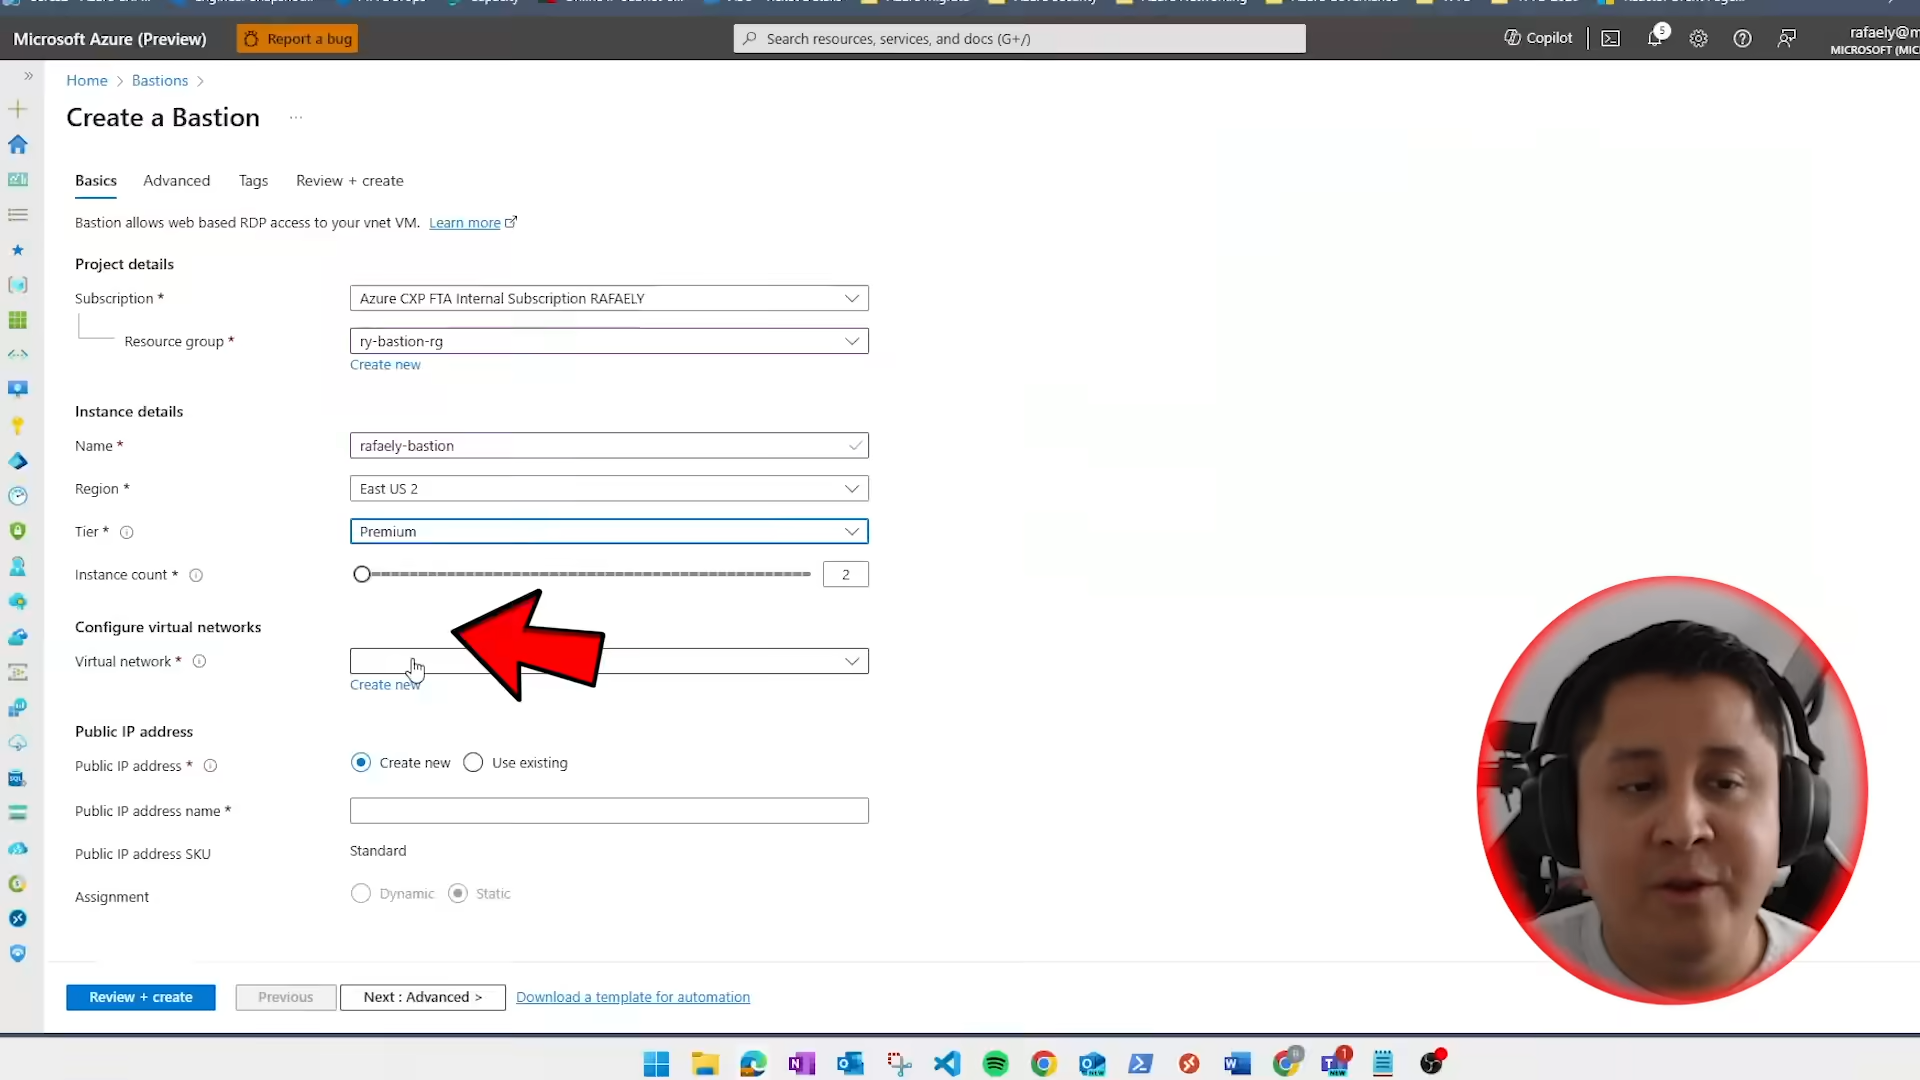 Microsoft Azure (Preview)
Report a bug
Search resources, services, and docs (G+/)
Copilot
5
rafaely@m
MICROSOFT (MIC
Home > Bastions >
Create a Bastion ...
Basics Advanced Tags Review + create
Bastion allows web based RDP access to your vnet VM. Learn more
Project details
Subscription * Azure CXP FTA Internal Subscription RAFAELY
Resource group * ry-bastion-rg
Create new
Instance details
Name * rafaely-bastion
Region * East US 2
Tier * Premium
Instance count * 2
Configure virtual networks
Virtual network *
Create new
Public IP address
Public IP address * Create new Use existing
Public IP address name *
Public IP address SKU Standard
Assignment Dynamic Static
Review + create Previous Next : Advanced > Download a template for automation